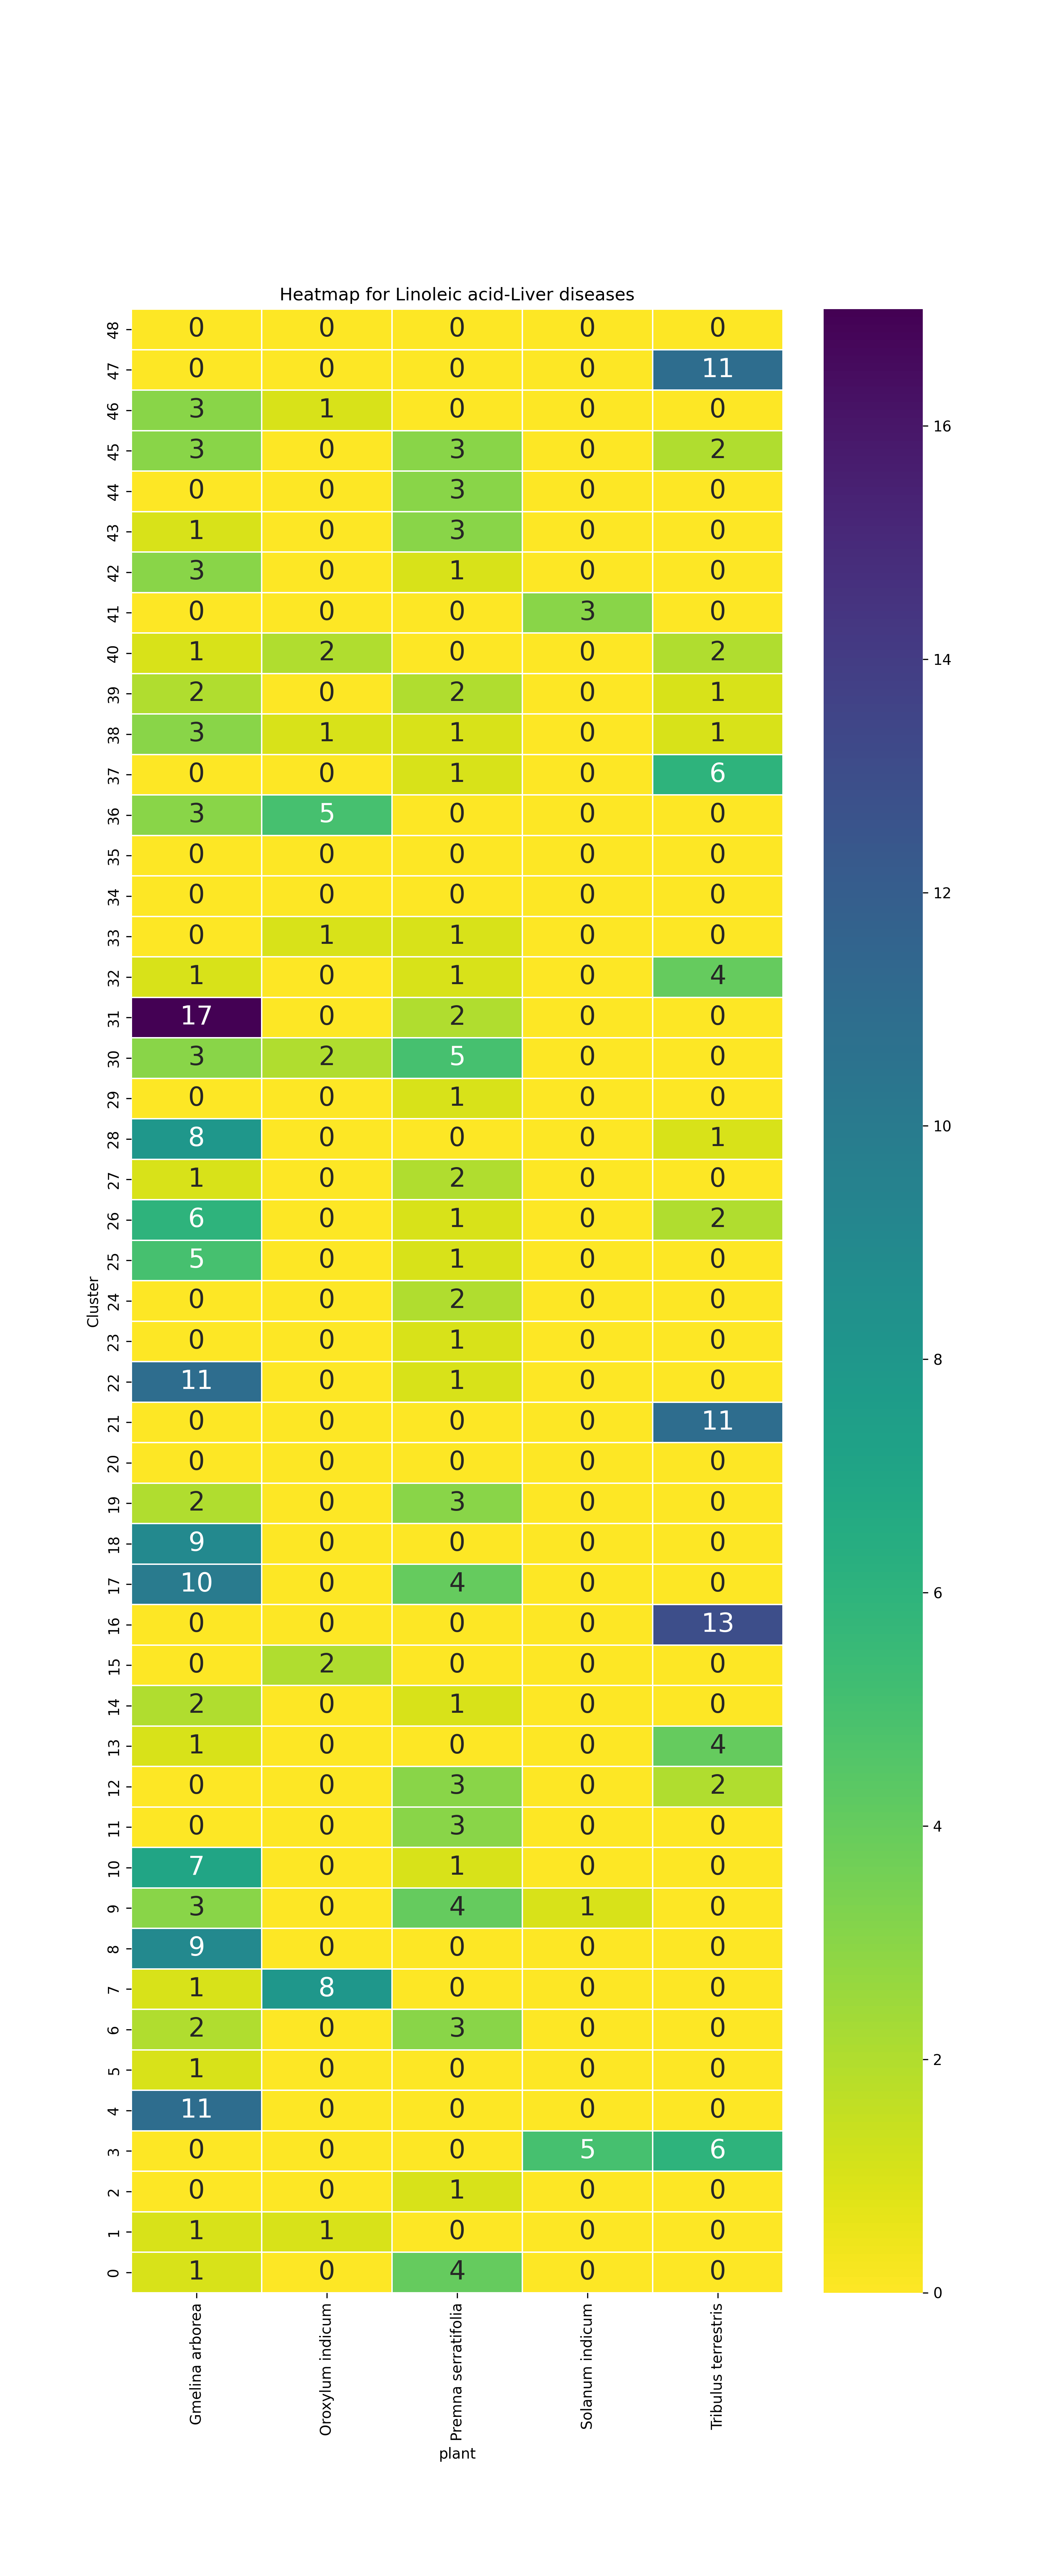 Heatmap for Linoleic acid-Liver diseases
48 0 0 0 0 0
47 0 0 0 0 11
46 3 1 0 0 0
45 3 0 3 0 2
44 0 0 3 0 0
43 1 0 3 0 0
42 3 0 1 0 0
41 0 0 0 3 0
40 1 2 0 0 2
39 2 0 2 0 1
38 3 1 1 0 1
37 0 0 1 0 6
36 3 5 0 0 0
35 0 0 0 0 0
34 0 0 0 0 0
33 0 1 1 0 0
32 1 0 1 0 4
31 17 0 2 0 0
30 3 2 5 0 0
29 0 0 1 0 0
28 8 0 0 0 1
27 1 0 2 0 0
26 6 0 1 0 2
25 5 0 1 0 0
24 0 0 2 0 0
23 0 0 1 0 0
22 11 0 1 0 0
21 0 0 0 0 11
20 0 0 0 0 0
19 2 0 3 0 0
18 9 0 0 0 0
17 10 0 4 0 0
16 0 0 0 0 13
15 0 2 0 0 0
14 2 0 1 0 0
13 1 0 0 0 4
12 0 0 3 0 2
11 0 0 3 0 0
10 7 0 1 0 0
9 3 0 4 1 0
8 9 0 0 0 0
7 1 8 0 0 0
6 2 0 3 0 0
5 1 0 0 0 0
4 11 0 0 0 0
3 0 0 0 5 6
2 0 0 1 0 0
1 1 1 0 0 0
0 1 0 4 0 0
Cluster
Gmelina arborea
Oroxylum indicum
Premna serratifolia
Solanum indicum
Tribulus terrestris
plant
16
14
12
10
8
6
4
2
0